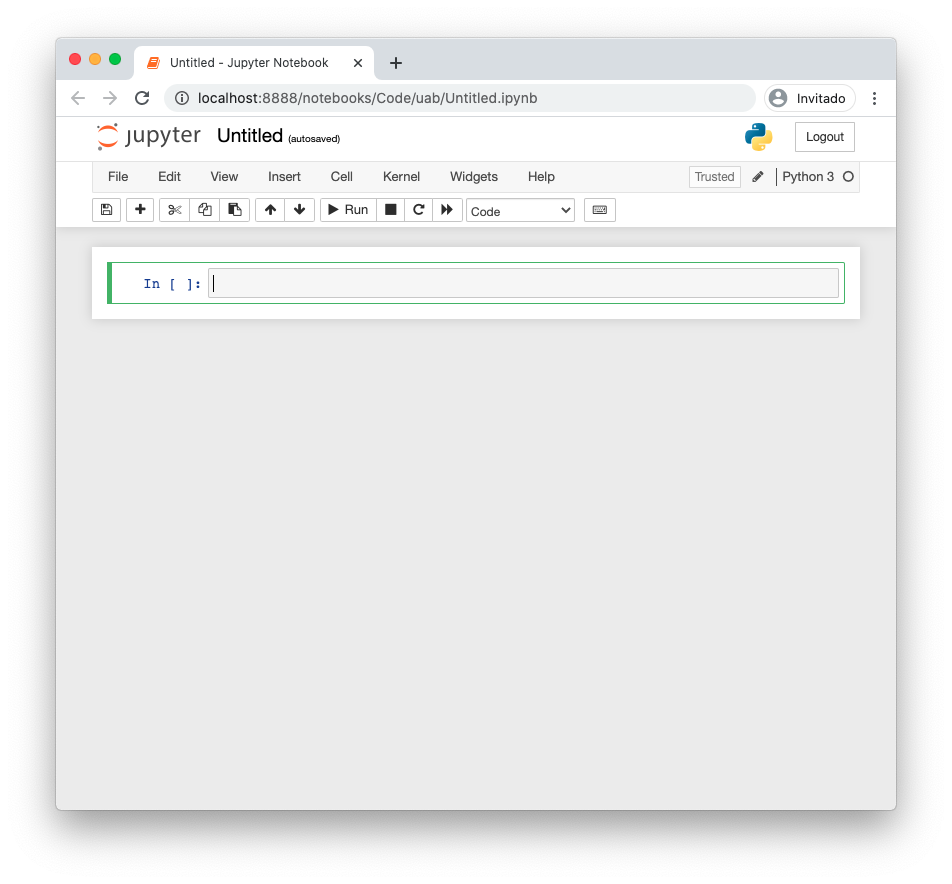 Untitled - Jupyter Notebook
localhost:8888/notebooks/Code/uab/Untitled.ipynb Invitado
jupyter Untitled (autosaved) Logout
File Edit View Insert Cell Kernel Widgets Help Trusted Python 3
Run Code
In [ ]: